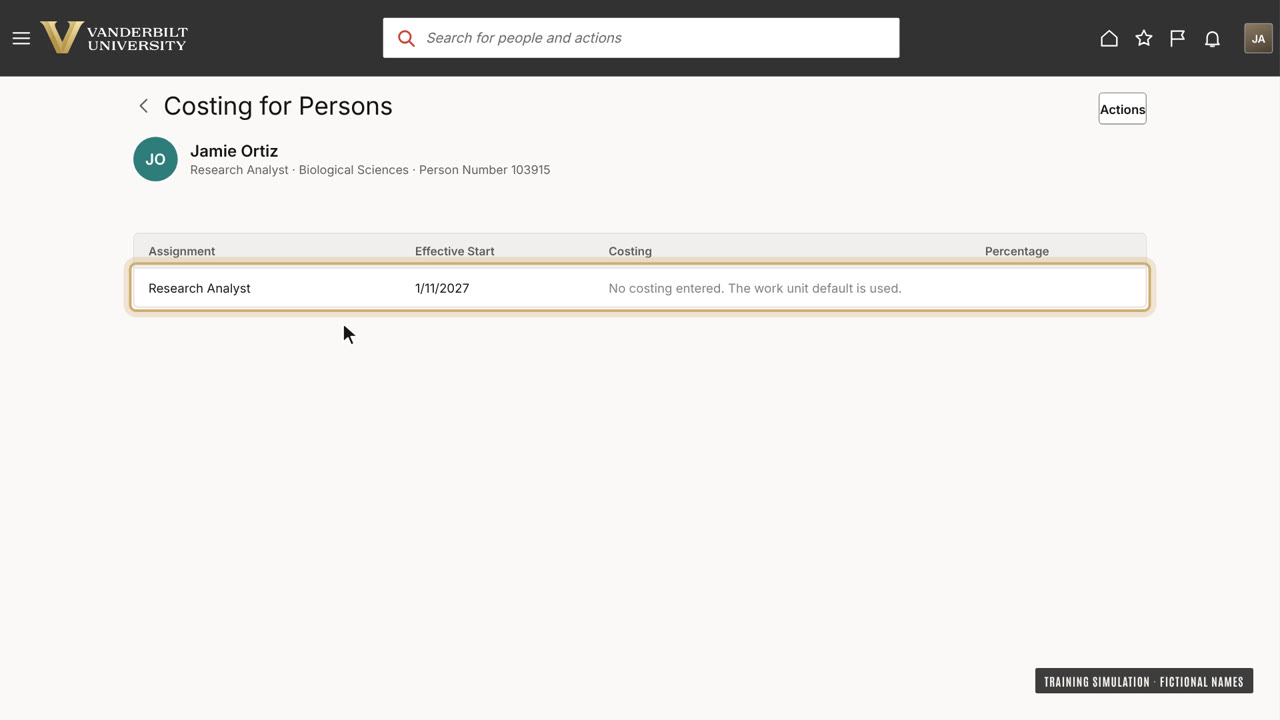 VANDERBILT
UNIVERSITY
Search for people and actions
JA
Costing for Persons
Actions
JO
Jamie Ortiz
Research Analyst · Biological Sciences · Person Number 103915
Assignment Effective Start Costing Percentage
Research Analyst 1/11/2027 No costing entered. The work unit default is used.
TRAINING SIMULATION · FICTIONAL NAMES